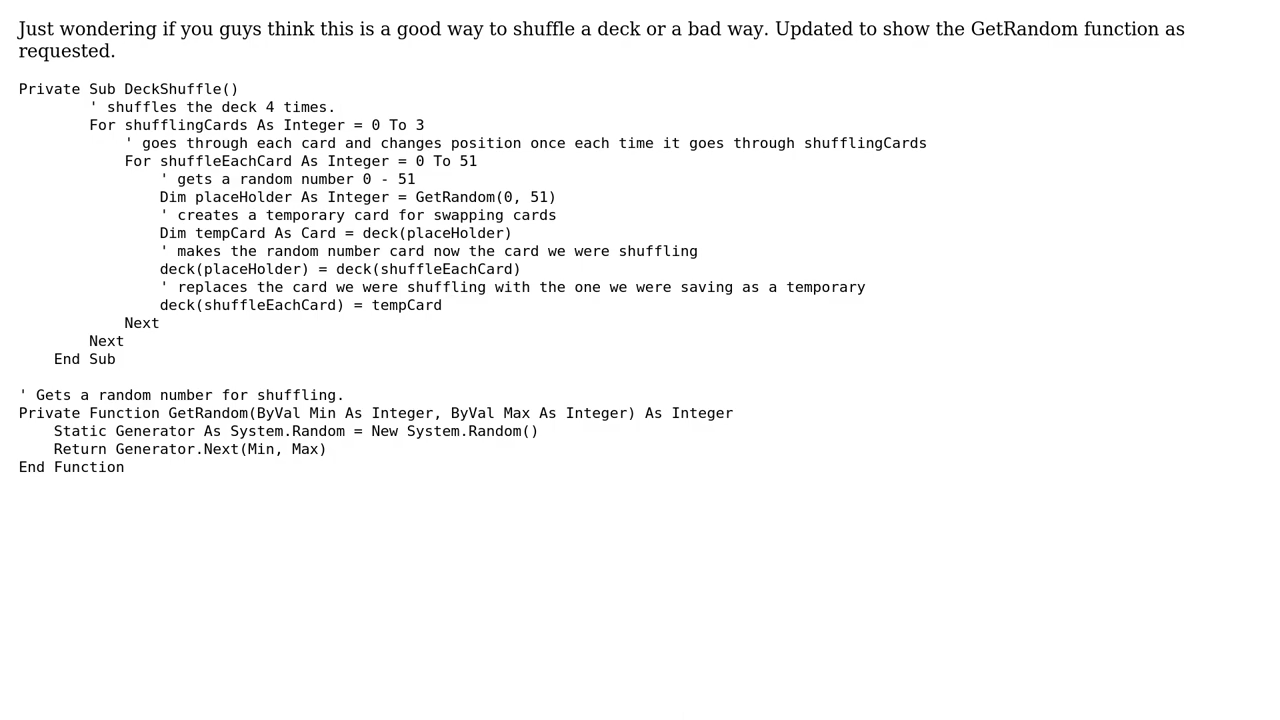 Just wondering if you guys think this is a good way to shuffle a deck or a bad way. Updated to show the GetRandom function as
requested.
Private Sub DeckShuffle()
        ' shuffles the deck 4 times.
        For shufflingCards As Integer = 0 To 3
            ' goes through each card and changes position once each time it goes through shufflingCards
            For shuffleEachCard As Integer = 0 To 51
                ' gets a random number 0 - 51
                Dim placeHolder As Integer = GetRandom(0, 51)
                ' creates a temporary card for swapping cards
                Dim tempCard As Card = deck(placeHolder)
                ' makes the random number card now the card we were shuffling
                deck(placeHolder) = deck(shuffleEachCard)
                ' replaces the card we were shuffling with the one we were saving as a temporary
                deck(shuffleEachCard) = tempCard
            Next
        Next
    End Sub
' Gets a random number for shuffling.
Private Function GetRandom(ByVal Min As Integer, ByVal Max As Integer) As Integer
    Static Generator As System.Random = New System.Random()
    Return Generator.Next(Min, Max)
End Function